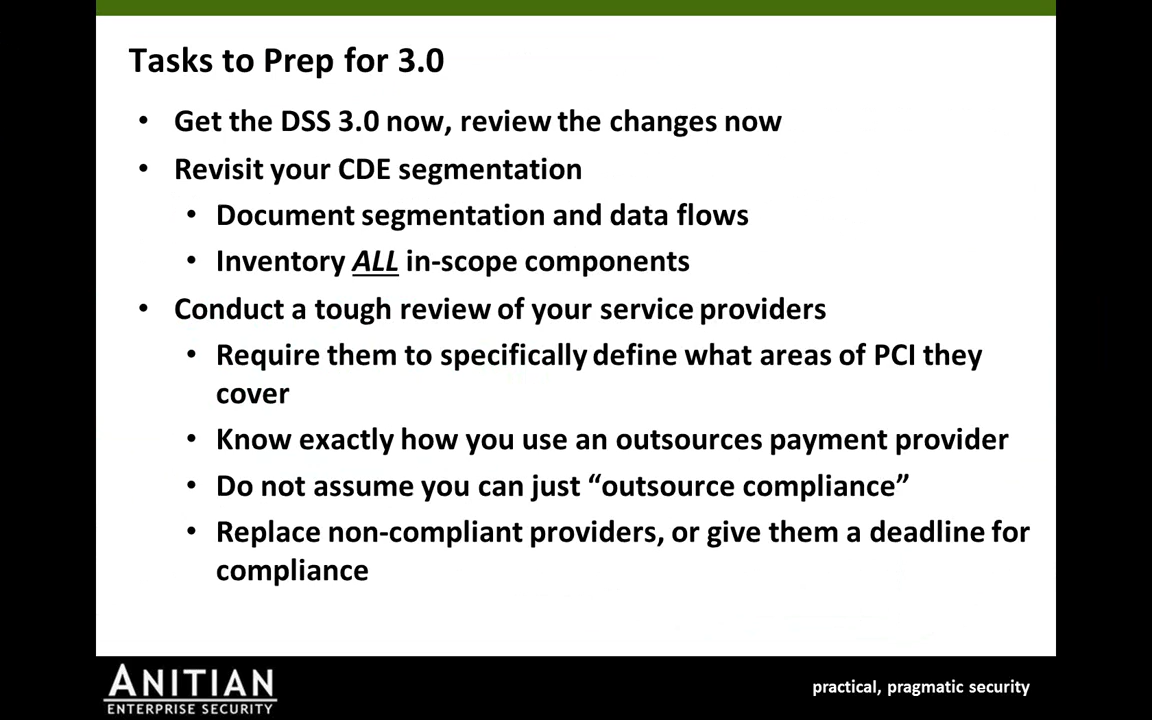 Tasks to Prep for 3.0
• Get the DSS 3.0 now, review the changes now
• Revisit your CDE segmentation
• Document segmentation and data flows
• Inventory ALL in-scope components
• Conduct a tough review of your service providers
• Require them to specifically define what areas of PCI they
cover
• Know exactly how you use an outsources payment provider
• Do not assume you can just “outsource compliance”
• Replace non-compliant providers, or give them a deadline for
compliance
ANITIAN
ENTERPRISE SECURITY
practical, pragmatic security